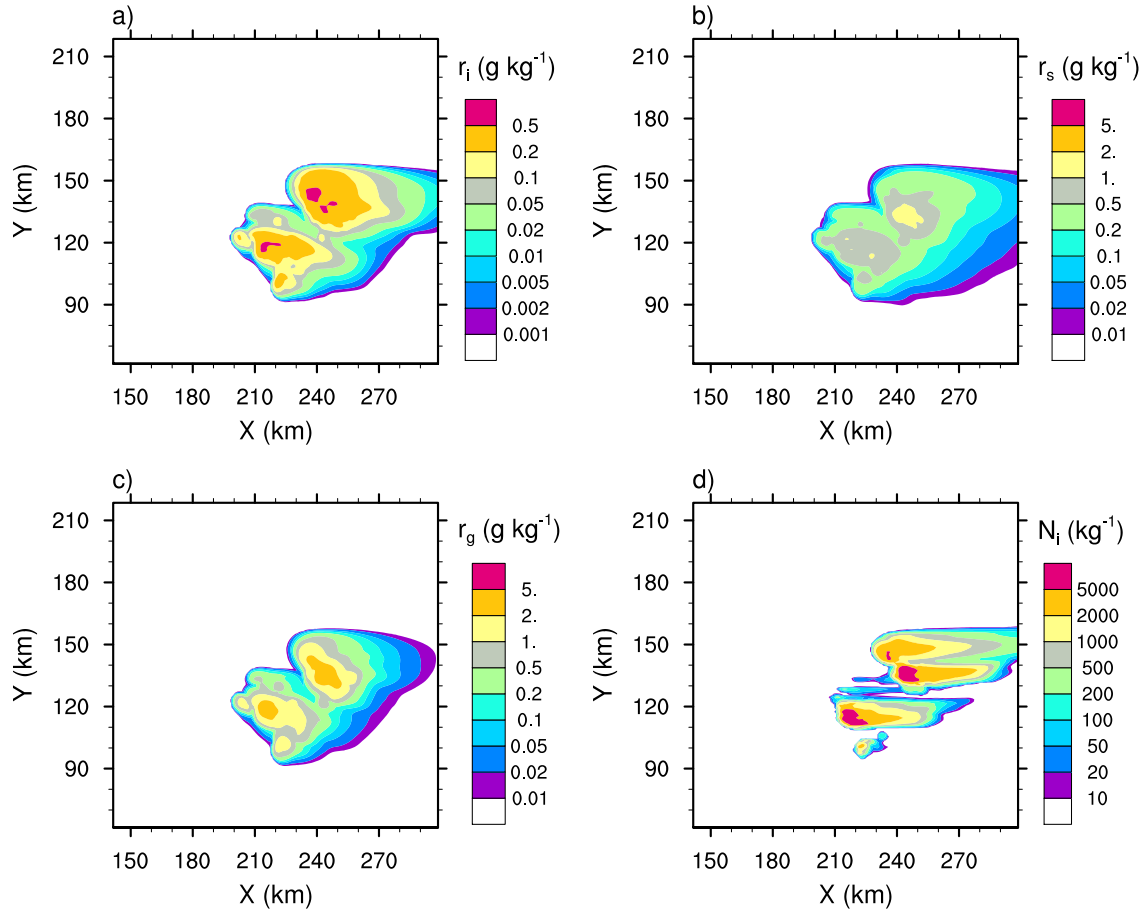 a)
r_i (g kg⁻¹)
210
180
150
120
90
Y (km)
150 180 210 240 270
X (km)
0.5
0.2
0.1
0.05
0.02
0.01
0.005
0.002
0.001
b)
r_s (g kg⁻¹)
210
180
150
120
90
Y (km)
150 180 210 240 270
X (km)
5.
2.
1.
0.5
0.2
0.1
0.05
0.02
0.01
c)
r_g (g kg⁻¹)
210
180
150
120
90
Y (km)
150 180 210 240 270
X (km)
5.
2.
1.
0.5
0.2
0.1
0.05
0.02
0.01
d)
N_i (kg⁻¹)
210
180
150
120
90
Y (km)
150 180 210 240 270
X (km)
5000
2000
1000
500
200
100
50
20
10